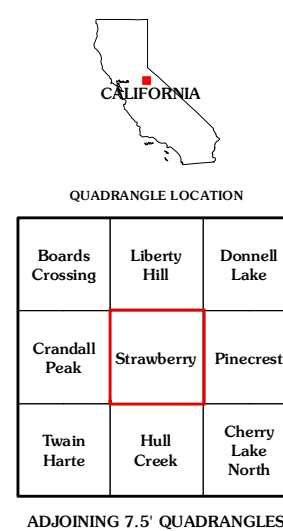 CALIFORNIA
QUADRANGLE LOCATION
Boards
Crossing
Liberty
Hill
Donnell
Lake
Crandall
Peak
Strawberry
Pinecrest
Twain
Harte
Hull
Creek
Cherry
Lake
North
ADJOINING 7.5' QUADRANGLES